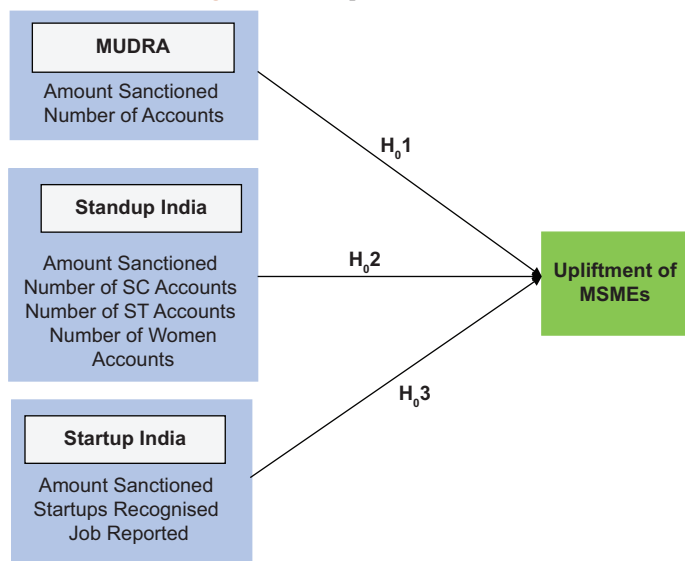 MUDRA
Amount Sanctioned
Number of Accounts
H₀1
Standup India
Amount Sanctioned
Number of SC Accounts
Number of ST Accounts
Number of Women
Accounts
H₀2
Upliftment of
MSMEs
H₀3
Startup India
Amount Sanctioned
Startups Recognised
Job Reported